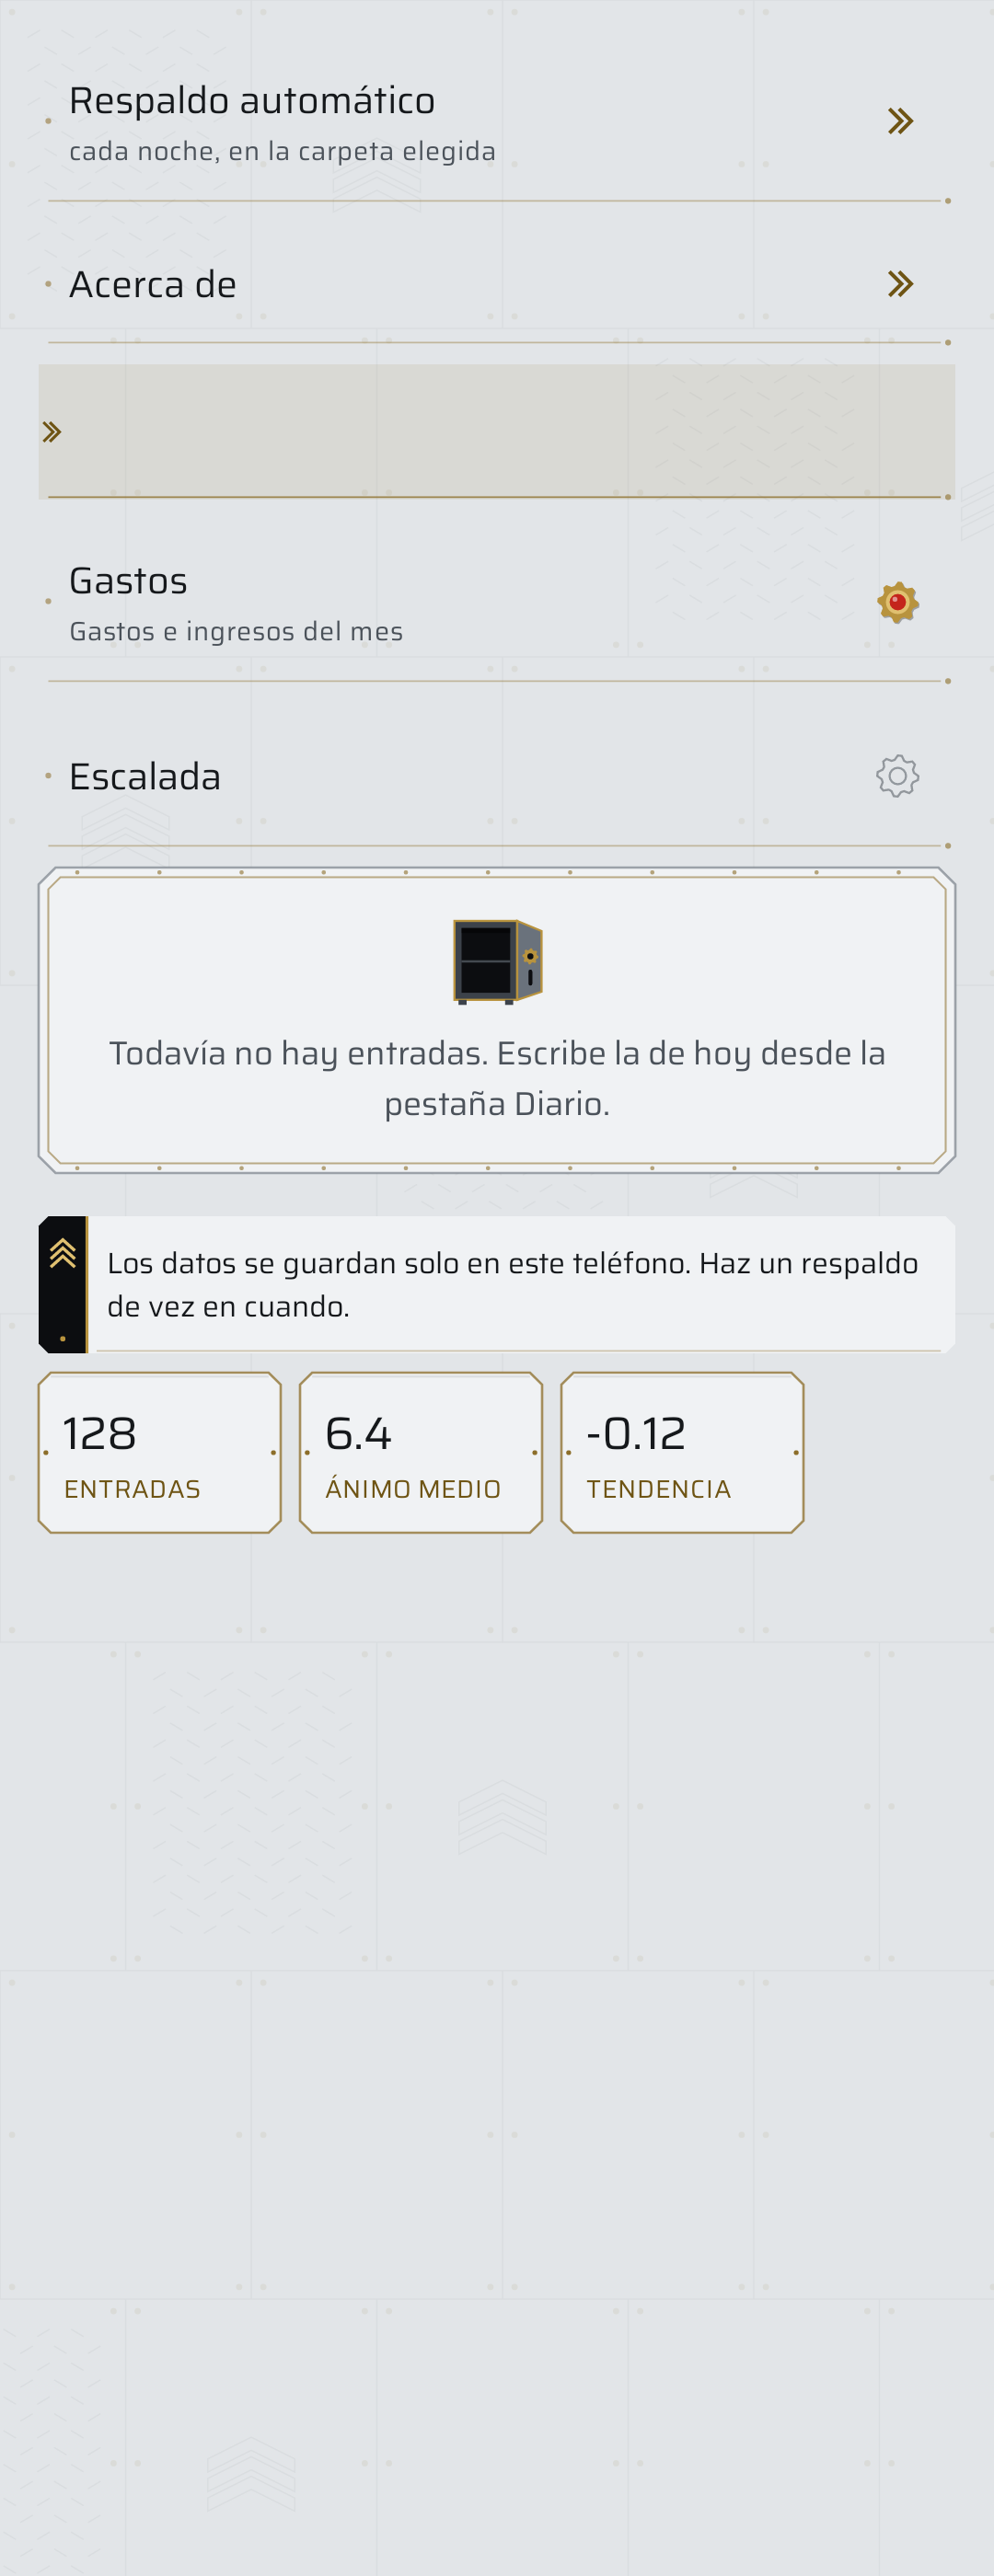 Respaldo automático
cada noche, en la carpeta elegida
Acerca de
Gastos
Gastos e ingresos del mes
Escalada
Todavía no hay entradas. Escribe la de hoy desde la
pestaña Diario.
Los datos se guardan solo en este teléfono. Haz un respaldo
de vez en cuando.
128
ENTRADAS
6.4
ÁNIMO MEDIO
-0.12
TENDENCIA